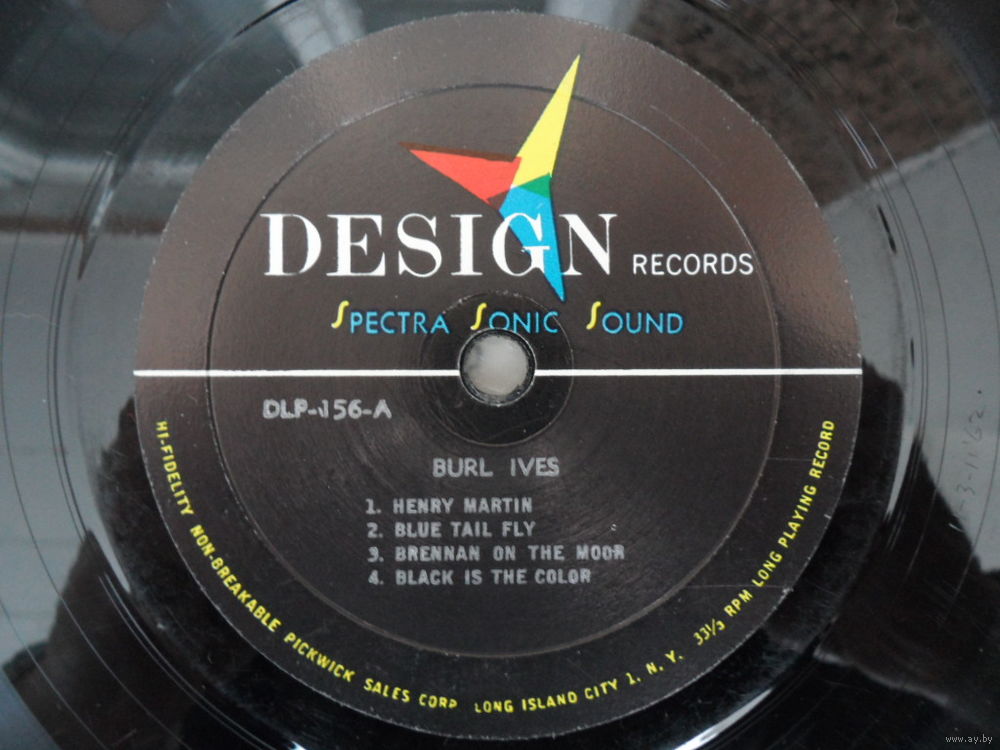 DESIGN RECORDS
SPECTRA SONIC SOUND
DLP-156-A
BURL IVES
1. HENRY MARTIN
2. BLUE TAIL FLY
3. BRENNAN ON THE MOOR
4. BLACK IS THE COLOR
HI-FIDELITY NON-BREAKABLE PICKWICK SALES CORP LONG ISLAND CITY 1, N. Y. 33⅓ RPM LONG PLAYING RECORD
www.ay.by